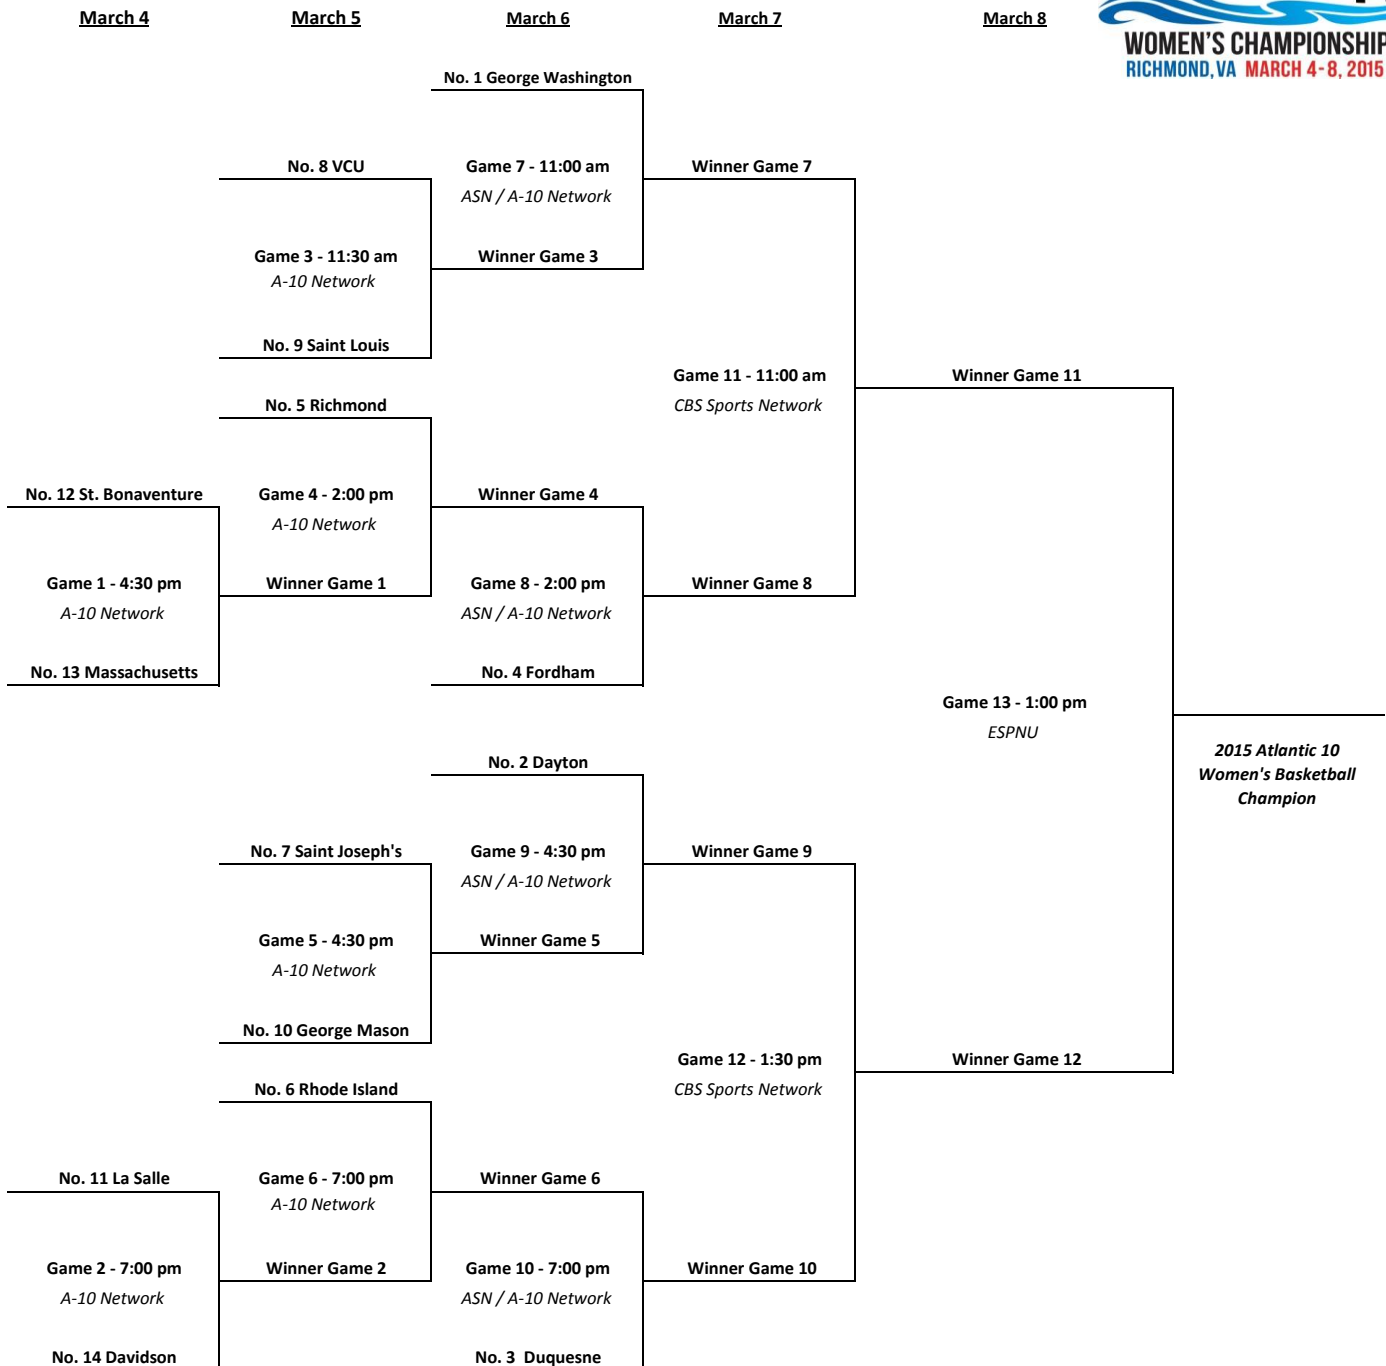 March 4
March 5
March 6
March 7
March 8
WOMEN'S CHAMPIONSHIP
RICHMOND, VA MARCH 4-8, 2015
No. 1 George Washington
No. 8 VCU
Game 7 - 11:00 am
Winner Game 7
ASN / A-10 Network
Game 3 - 11:30 am
Winner Game 3
A-10 Network
No. 9 Saint Louis
Game 11 - 11:00 am
Winner Game 11
No. 5 Richmond
CBS Sports Network
No. 12 St. Bonaventure
Game 4 - 2:00 pm
Winner Game 4
A-10 Network
Game 1 - 4:30 pm
Winner Game 1
Game 8 - 2:00 pm
Winner Game 8
A-10 Network
ASN / A-10 Network
No. 13 Massachusetts
No. 4 Fordham
Game 13 - 1:00 pm
ESPNU
2015 Atlantic 10
Women's Basketball
Champion
No. 2 Dayton
No. 7 Saint Joseph's
Game 9 - 4:30 pm
Winner Game 9
ASN / A-10 Network
Game 5 - 4:30 pm
Winner Game 5
A-10 Network
No. 10 George Mason
Game 12 - 1:30 pm
Winner Game 12
No. 6 Rhode Island
CBS Sports Network
No. 11 La Salle
Game 6 - 7:00 pm
Winner Game 6
A-10 Network
Game 2 - 7:00 pm
Winner Game 2
Game 10 - 7:00 pm
Winner Game 10
A-10 Network
ASN / A-10 Network
No. 14 Davidson
No. 3 Duquesne